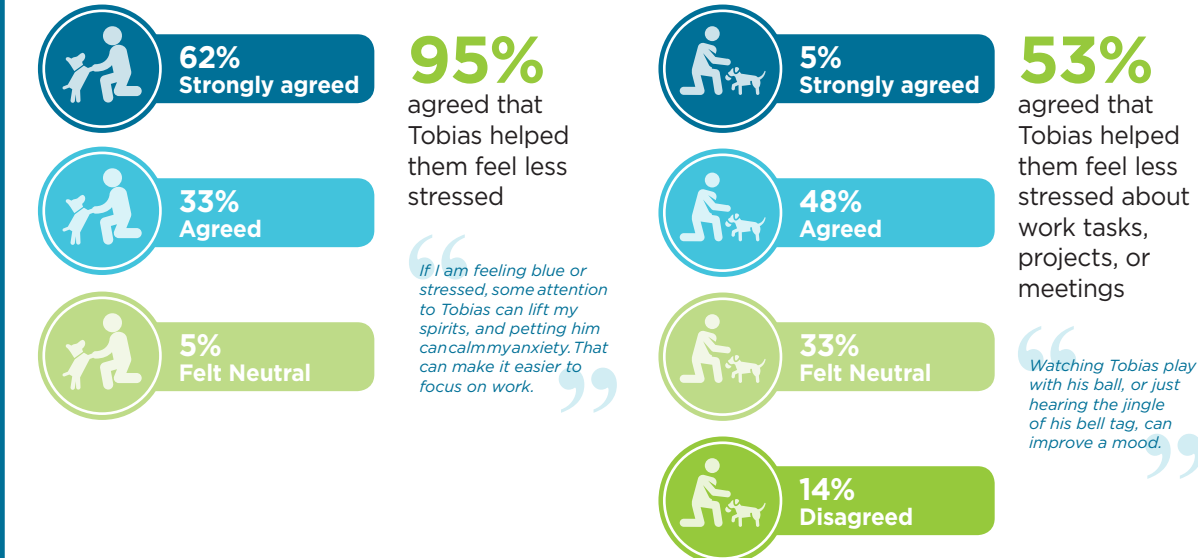 62%
Strongly agreed
33%
Agreed
5%
Felt Neutral
95%
agreed that
Tobias helped
them feel less
stressed
“
If I am feeling blue or
stressed, some attention
to Tobias can lift my
spirits, and petting him
cancalmmyanxiety. That
can make it easier to
focus on work.
”
5%
Strongly agreed
48%
Agreed
33%
Felt Neutral
14%
Disagreed
53%
agreed that
Tobias helped
them feel less
stressed about
work tasks,
projects, or
meetings
“
Watching Tobias play
with his ball, or just
hearing the jingle
of his bell tag, can
improve a mood.
”